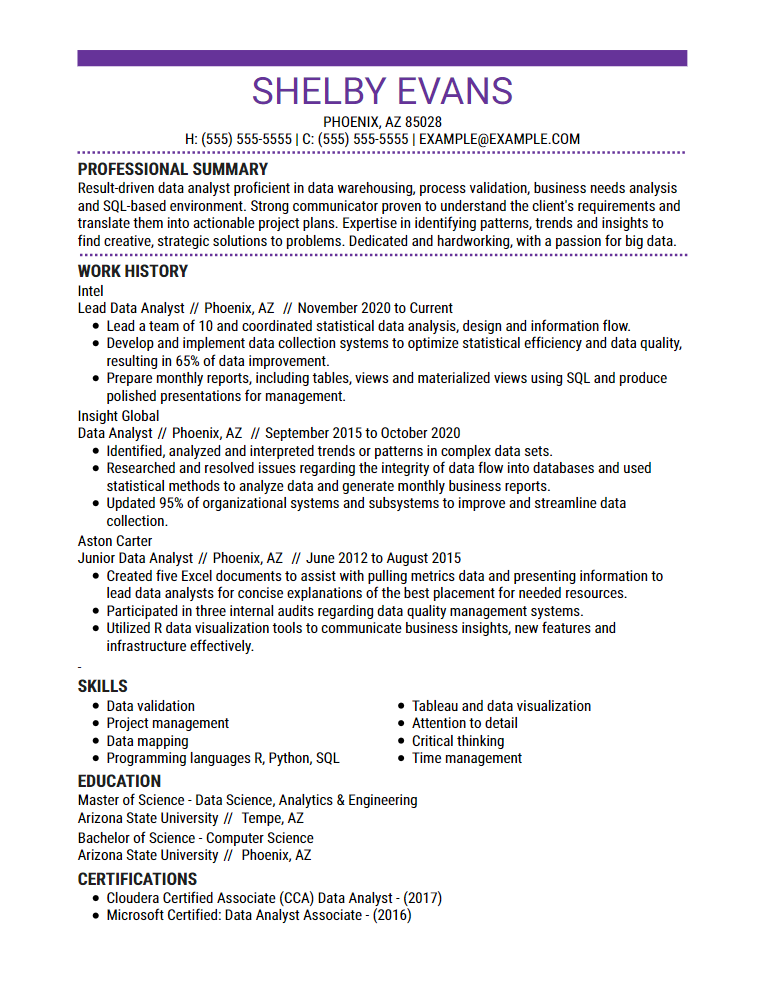 SHELBY EVANS
PHOENIX, AZ 85028
H: (555) 555-5555 | C: (555) 555-5555 | EXAMPLE@EXAMPLE.COM
PROFESSIONAL SUMMARY
Result-driven data analyst proficient in data warehousing, process validation, business needs analysis
and SQL-based environment. Strong communicator proven to understand the client's requirements and
translate them into actionable project plans. Expertise in identifying patterns, trends and insights to
find creative, strategic solutions to problems. Dedicated and hardworking, with a passion for big data.
WORK HISTORY
Intel
Lead Data Analyst // Phoenix, AZ // November 2020 to Current
• Lead a team of 10 and coordinated statistical data analysis, design and information flow.
• Develop and implement data collection systems to optimize statistical efficiency and data quality,
resulting in 65% of data improvement.
• Prepare monthly reports, including tables, views and materialized views using SQL and produce
polished presentations for management.
Insight Global
Data Analyst // Phoenix, AZ // September 2015 to October 2020
• Identified, analyzed and interpreted trends or patterns in complex data sets.
• Researched and resolved issues regarding the integrity of data flow into databases and used
statistical methods to analyze data and generate monthly business reports.
• Updated 95% of organizational systems and subsystems to improve and streamline data
collection.
Aston Carter
Junior Data Analyst // Phoenix, AZ // June 2012 to August 2015
• Created five Excel documents to assist with pulling metrics data and presenting information to
lead data analysts for concise explanations of the best placement for needed resources.
• Participated in three internal audits regarding data quality management systems.
• Utilized R data visualization tools to communicate business insights, new features and
infrastructure effectively.
-
SKILLS
• Data validation
• Project management
• Data mapping
• Programming languages R, Python, SQL
• Tableau and data visualization
• Attention to detail
• Critical thinking
• Time management
EDUCATION
Master of Science - Data Science, Analytics & Engineering
Arizona State University // Tempe, AZ
Bachelor of Science - Computer Science
Arizona State University // Phoenix, AZ
CERTIFICATIONS
• Cloudera Certified Associate (CCA) Data Analyst - (2017)
• Microsoft Certified: Data Analyst Associate - (2016)